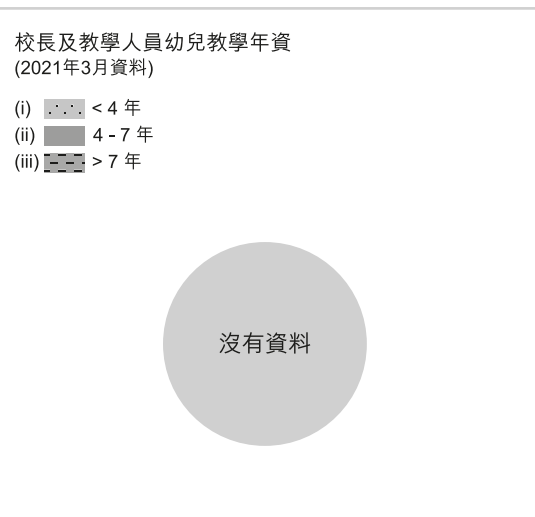 校長及教學人員幼兒教學年資
(2021年3月資料)
(i) < 4 年
(ii) 4 - 7 年
(iii) > 7 年
沒有資料